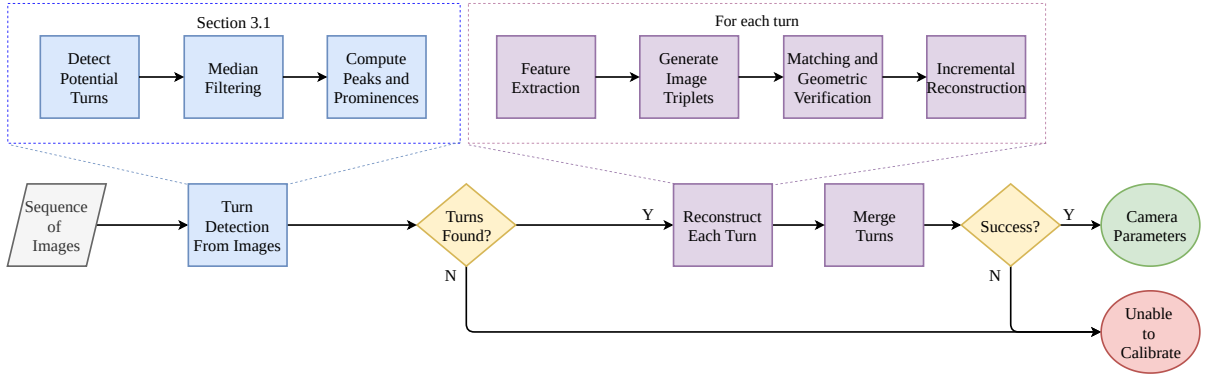 Section 3.1
For each turn
Detect
Potential
Turns
Median
Filtering
Compute
Peaks and
Prominences
Feature
Extraction
Generate
Image
Triplets
Matching and
Geometric
Verification
Incremental
Reconstruction
Sequence
of
Images
Turn
Detection
From Images
Turns
Found?
Y
N
Reconstruct
Each Turn
Merge
Turns
Success?
Y
N
Camera
Parameters
Unable
to
Calibrate